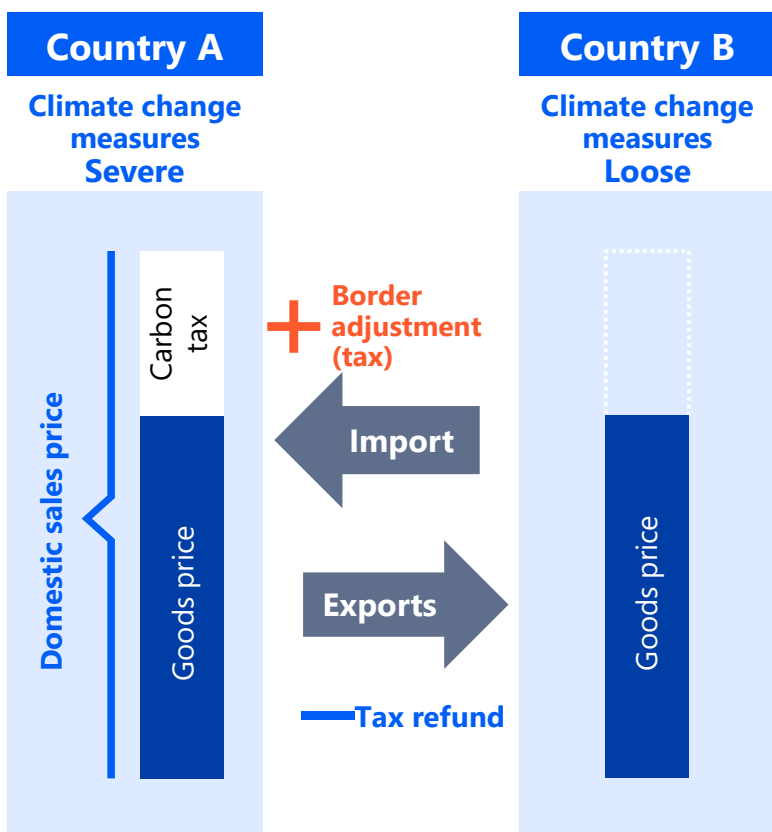 Country A
Climate change
measures
Severe
Country B
Climate change
measures
Loose
Domestic sales price
Carbon
tax
Goods price
+ Border
adjustment
(tax)
Import
Exports
Tax refund
Goods price